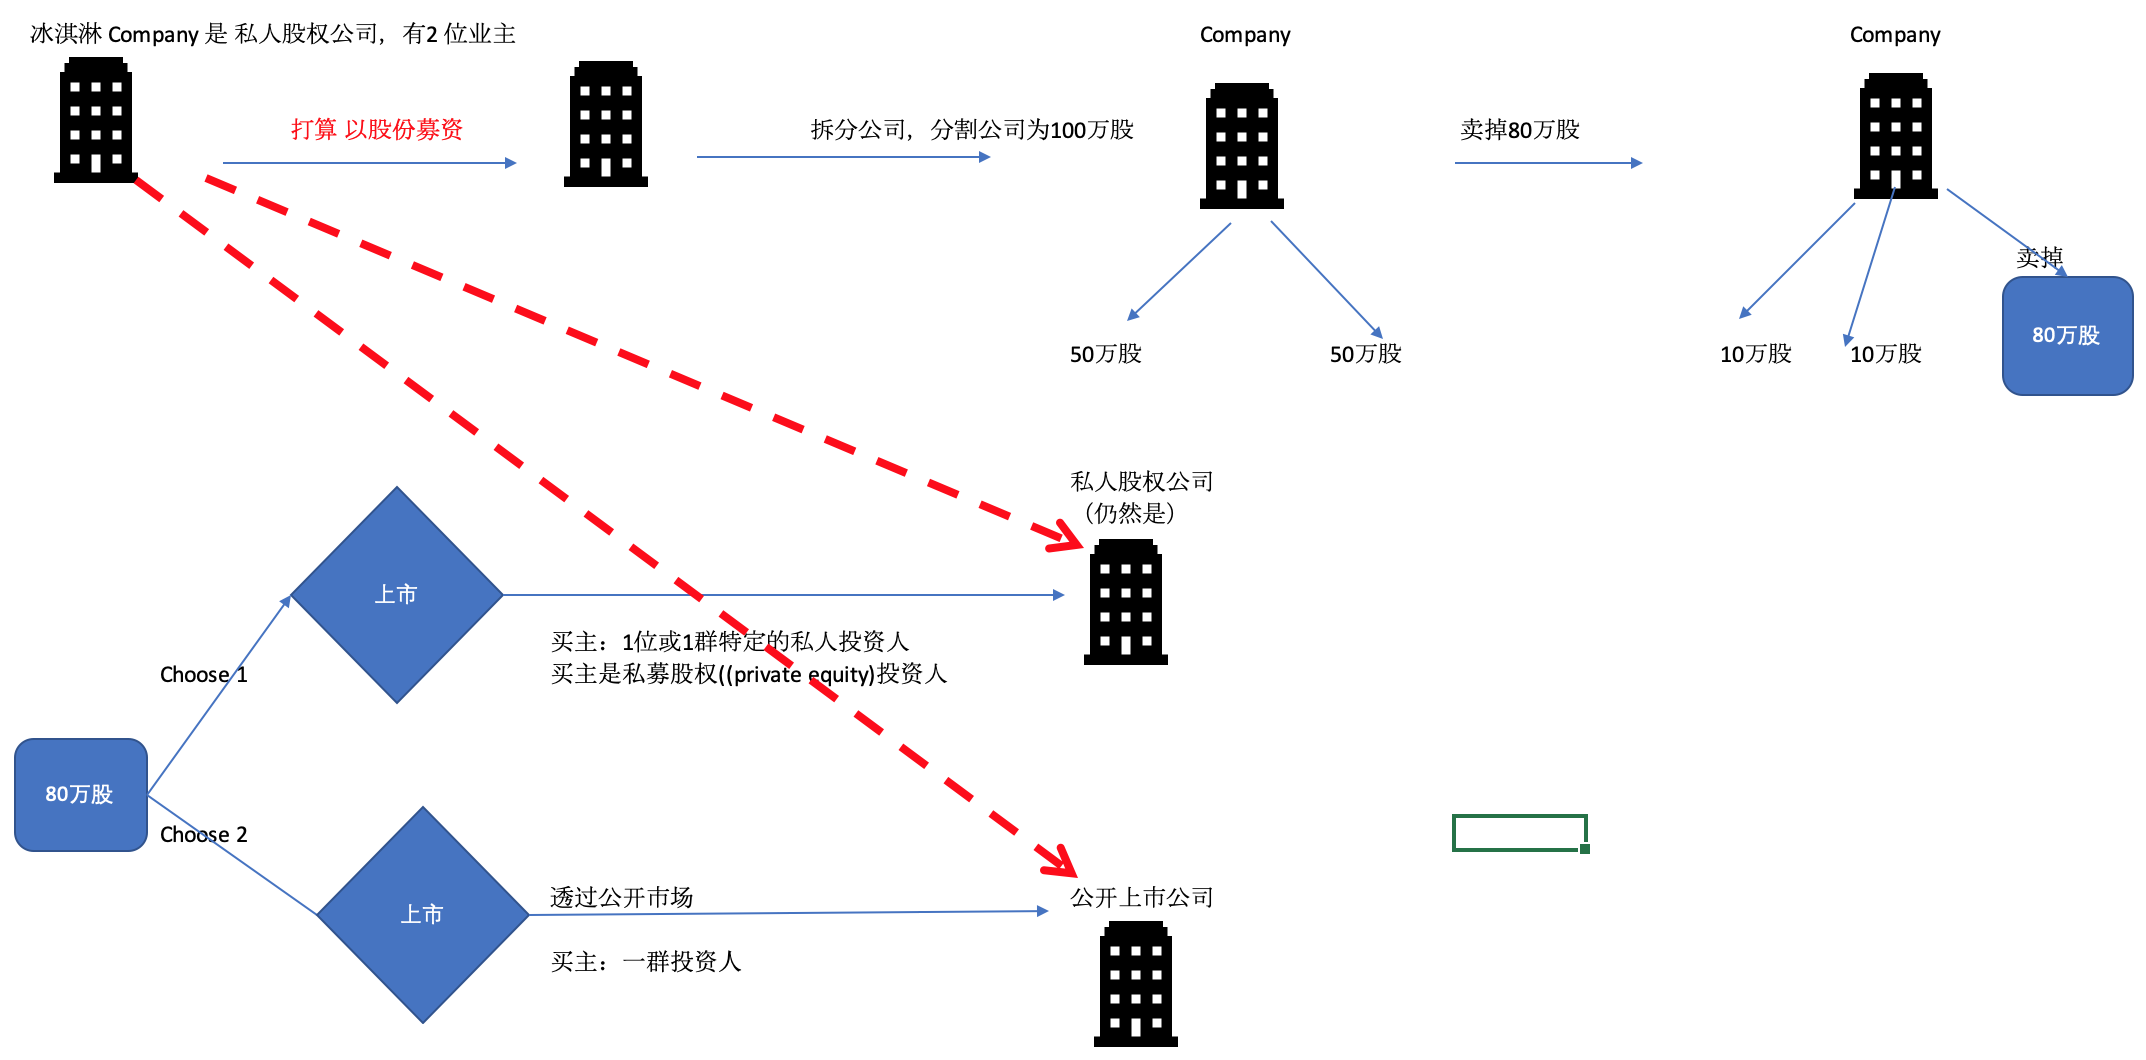 冰淇淋 Company 是 私人股权公司，有2 位业主
Company
Company
打算 以股份募资
拆分公司，分割公司为100万股
卖掉80万股
卖掉
50万股
50万股
10万股
10万股
80万股
私人股权公司
（仍然是）
上市
买主：1位或1群特定的私人投资人
买主是私募股权((private equity)投资人
Choose 1
80万股
Choose 2
上市
透过公开市场
公开上市公司
买主：一群投资人